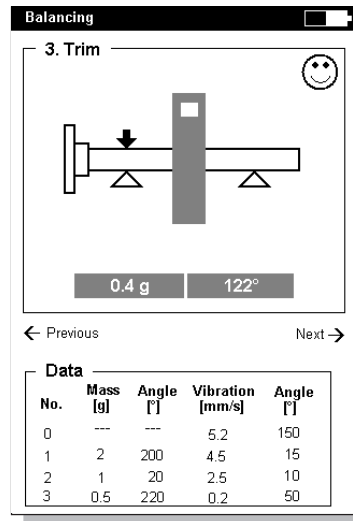 Balancing
3. Trim
0.4 g 122°
← Previous Next →
Data
No. Mass [g] Angle [°] Vibration [mm/s] Angle [°]
0 --- --- 5.2 150
1 2 200 4.5 15
2 1 20 2.5 10
3 0.5 220 0.2 50